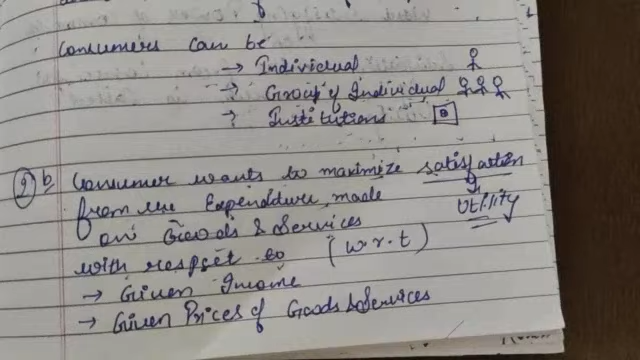 Consumers can be
→ Individual
→ Group of Individual
→ Institutions
(2) b Consumer wants to maximize satisfaction
from the Expenditure, made Utility
on Goods & Services
with respect to (w.r.t)
→ Given Income
→ Given Prices of Goods & Services